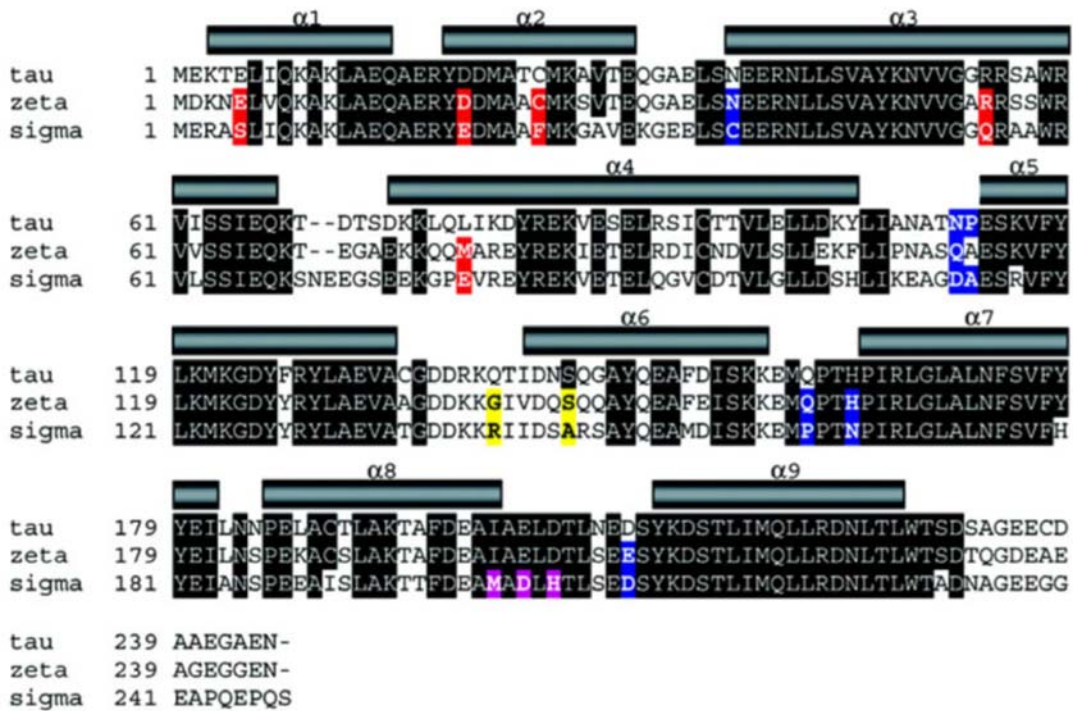 α1 α2 α3
tau 1 MEKTELIQKAKLAEQAERYDDMATCMKAVTEQGAELSNEERNLLSVAYKNVVGGRRSAWR
zeta 1 MDKNELVQKAKLAEQAERYDDMAACMKSVTEQGAELSNEERNLLSVAYKNVVGARRSSWR
sigma 1 MERASLIQKAKLAEQAERYEDMAAFMKGAVEKGEELSCEERNLLSVAYKNVVGGQRAAWR
α4 α5
tau 61 VISSIEQKT--DTSDKKLQLIKDYREKVESELRSICTTVLELLDKYLIANATNPESKVFY
zeta 61 VVSSIEQKT--EGAEKKQQMAREYREKIETELRDICNDVLSLLEKFLIPNASQAESKVFY
sigma 61 VLSSIEQKSNEEGSEEKGPEVREYREKVETELQGVCDTVLGLLDSHLIKEAGDAESRVFY
α6 α7
tau 119 LKMKGDYFRYLAEVACGDDRKQTIDNSQGAYQEAFDISKKEMQPTHPIRLGLALNFSVFY
zeta 119 LKMKGDYYRYLAEVAAGDDKKGIVDQSQQAYQEAFEISKKEMQPTHPIRLGLALNFSVFY
sigma 121 LKMKGDYYRYLAEVATGDDKKRIIDSARSAYQEAMDISKKEMPPTNPIRLGLALNFSVFH
α8 α9
tau 179 YEILNNPELACTLAKTAFDEAIAELDTLNEDSYKDSTLIMQLLRDNLTLWTSDSAGEECD
zeta 179 YEILNSPEKACSLAKTAFDEAIAELDTLSEESYKDSTLIMQLLRDNLTLWTSDTQGDEAE
sigma 181 YEIANSPEEAISLAKTTFDEAMADLHTLSEDSYKDSTLIMQLLRDNLTLWTADNAGEEGG
tau 239 AAEGAEN-
zeta 239 AGEGGEN-
sigma 241 EAPQEPQS